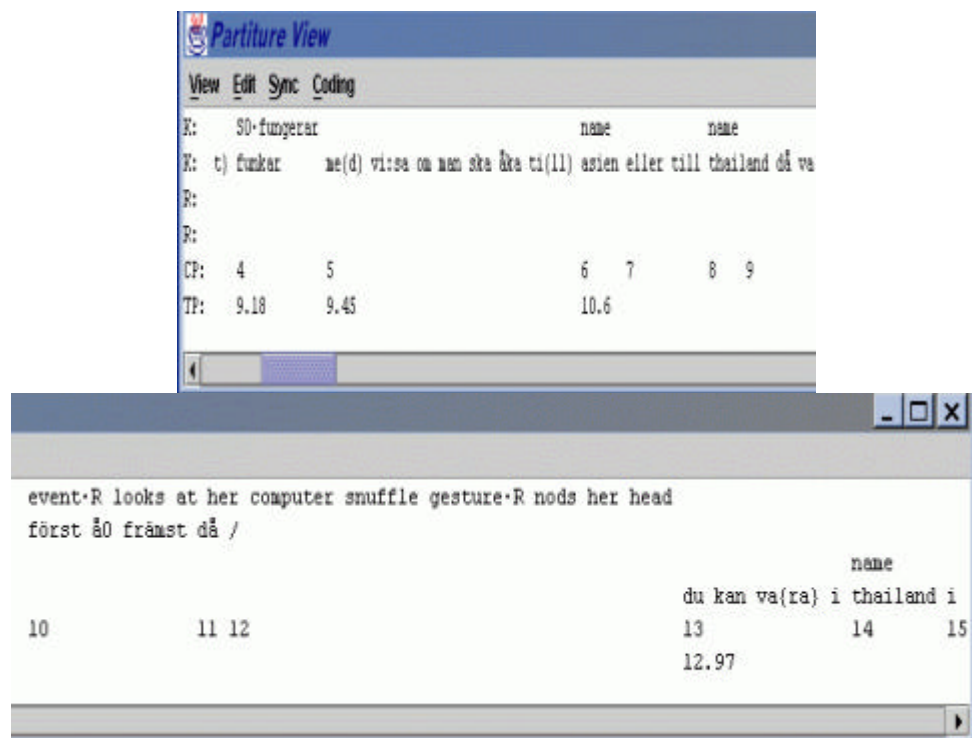 Partiture View
View Edit Sync Coding
K: SO·fungerar name name
K: t) funkar me(d) vi:sa om man ska åka ti(ll) asien eller till thailand då va
R:
R:
CP: 4 5 6 7 8 9
TP: 9.18 9.45 10.6
event·R looks at her computer snuffle gesture·R nods her head
först å0 främst då /
name
du kan va{ra} i thailand i
10 11 12 13 14 15
12.97